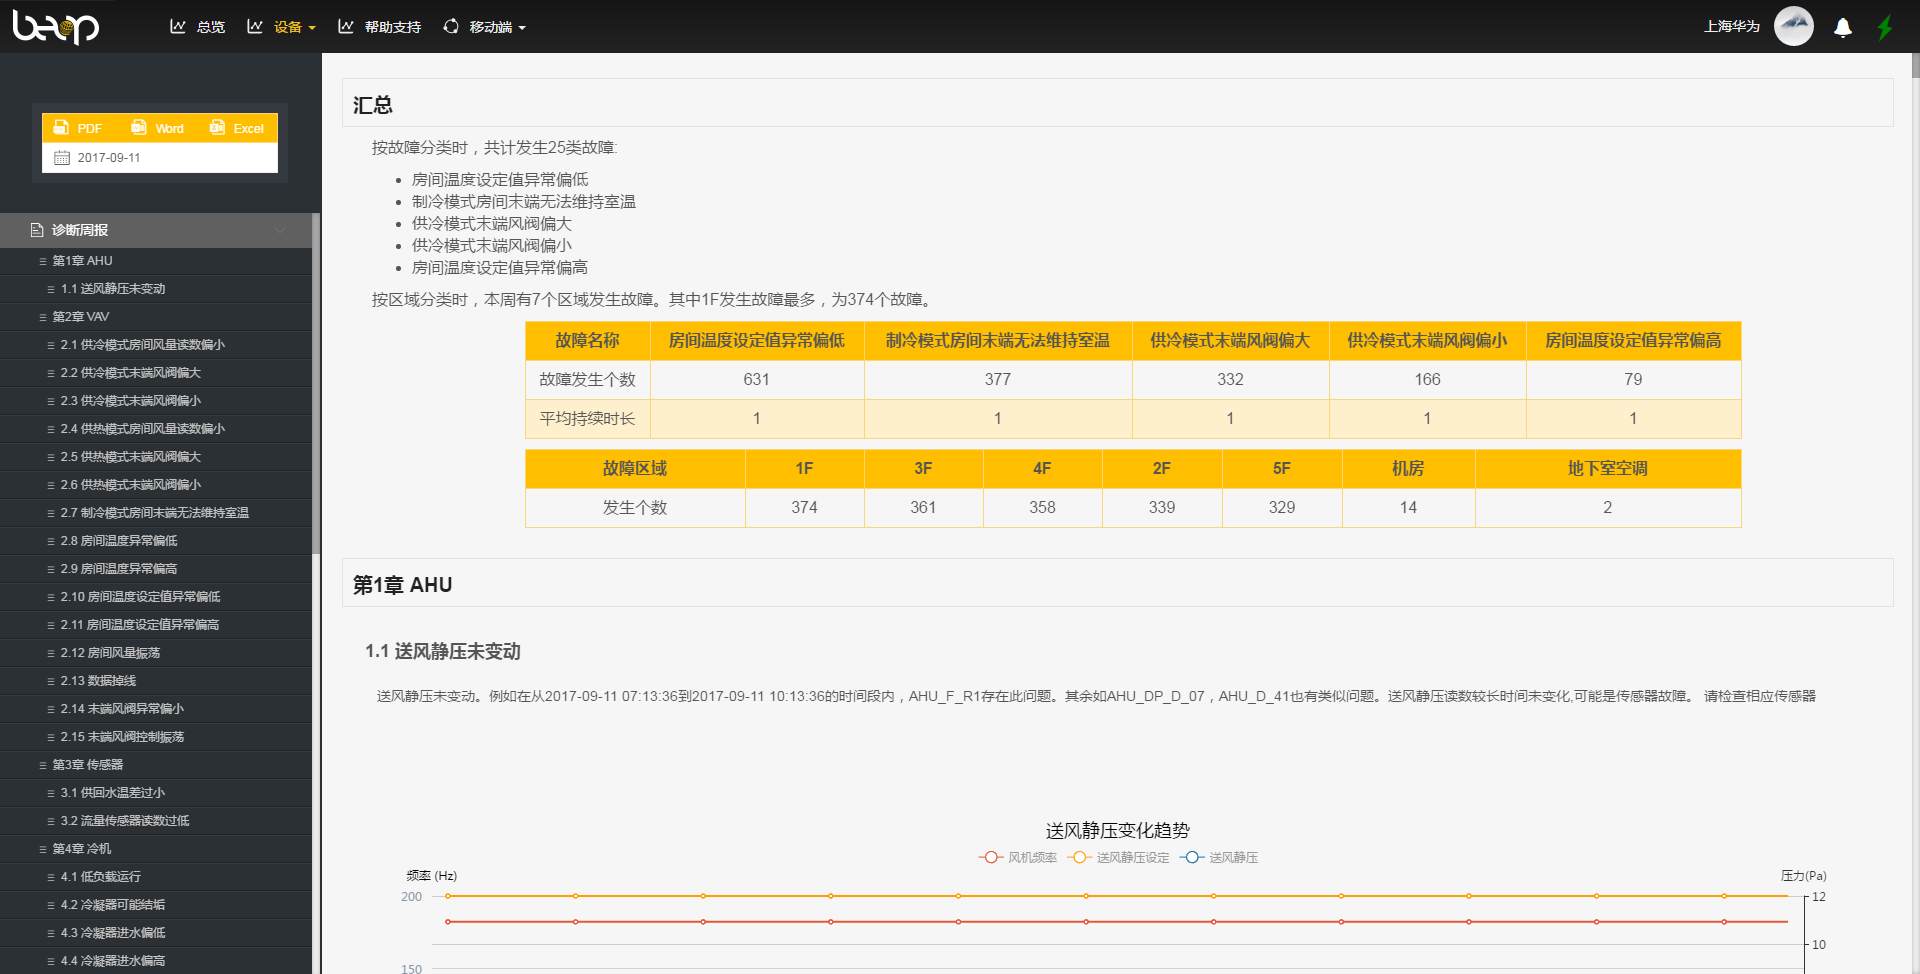 beop
总览
设备
帮助支持
移动端
上海华为
PDF
Word
Excel
2017-09-11
诊断周报
第1章 AHU
1.1 送风静压未变动
第2章 VAV
2.1 供冷模式房间风量读数偏小
2.2 供冷模式末端风阀偏大
2.3 供冷模式末端风阀偏小
2.4 供热模式房间风量读数偏小
2.5 供热模式末端风阀偏大
2.6 供热模式末端风阀偏小
2.7 制冷模式房间末端无法维持室温
2.8 房间温度异常偏低
2.9 房间温度异常偏高
2.10 房间温度设定值异常偏低
2.11 房间温度设定值异常偏高
2.12 房间风量振荡
2.13 数据掉线
2.14 末端风阀异常偏小
2.15 末端风阀控制振荡
第3章 传感器
3.1 供回水温差过小
3.2 流量传感器读数过低
第4章 冷机
4.1 低负载运行
4.2 冷凝器可能结垢
4.3 冷凝器进水偏低
4.4 冷凝器进水偏高
汇总
按故障分类时，共计发生25类故障:
房间温度设定值异常偏低
制冷模式房间末端无法维持室温
供冷模式末端风阀偏大
供冷模式末端风阀偏小
房间温度设定值异常偏高
按区域分类时，本周有7个区域发生故障。其中1F发生故障最多，为374个故障。
故障名称 房间温度设定值异常偏低 制冷模式房间末端无法维持室温 供冷模式末端风阀偏大 供冷模式末端风阀偏小 房间温度设定值异常偏高
故障发生个数 631 377 332 166 79
平均持续时长 1 1 1 1 1
故障区域 1F 3F 4F 2F 5F 机房 地下室空调
发生个数 374 361 358 339 329 14 2
第1章 AHU
1.1 送风静压未变动
送风静压未变动。例如在从2017-09-11 07:13:36到2017-09-11 10:13:36的时间段内，AHU_F_R1存在此问题。其余如AHU_DP_D_07，AHU_D_41也有类似问题。送风静压读数较长时间未变化,可能是传感器故障。 请检查相应传感器
送风静压变化趋势
风机频率 送风静压设定 送风静压
频率 (Hz)
压力(Pa)
200
12
10
150